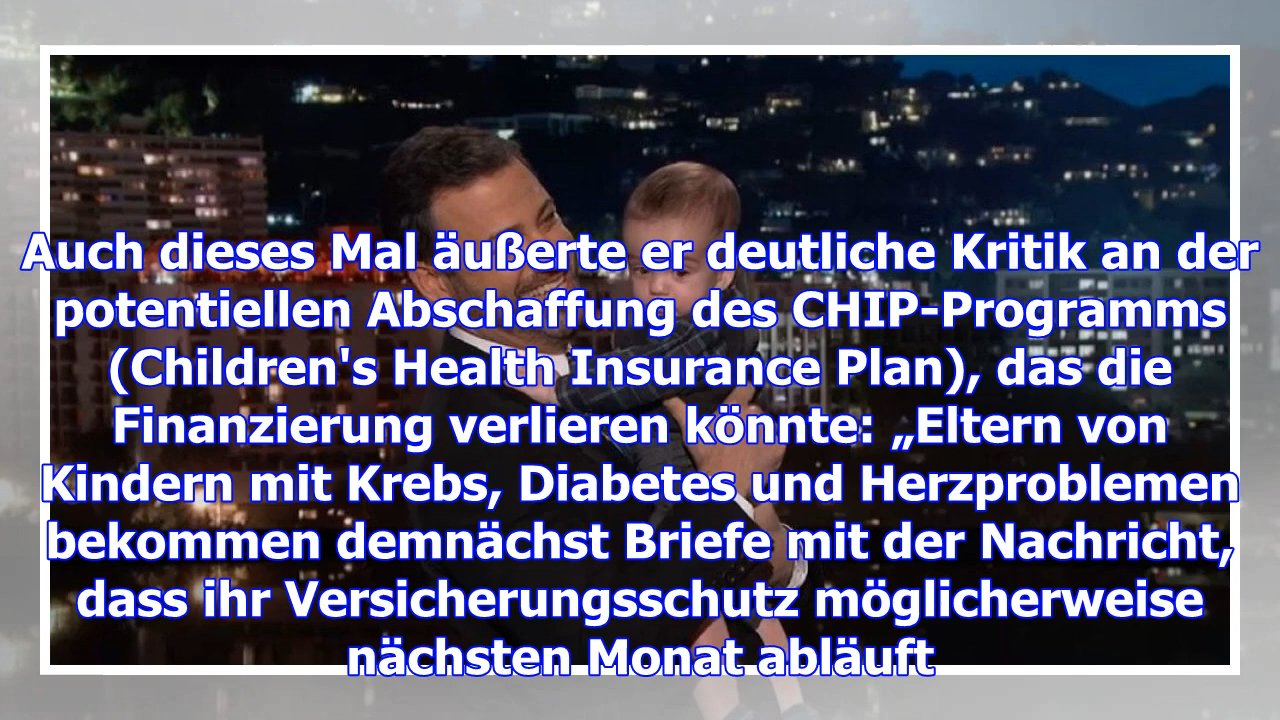 Auch dieses Mal äußerte er deutliche Kritik an der
potentiellen Abschaffung des CHIP-Programms
(Children's Health Insurance Plan), das die
Finanzierung verlieren könnte: „Eltern von
Kindern mit Krebs, Diabetes und Herzproblemen
bekommen demnächst Briefe mit der Nachricht,
dass ihr Versicherungsschutz möglicherweise
nächsten Monat abläuft